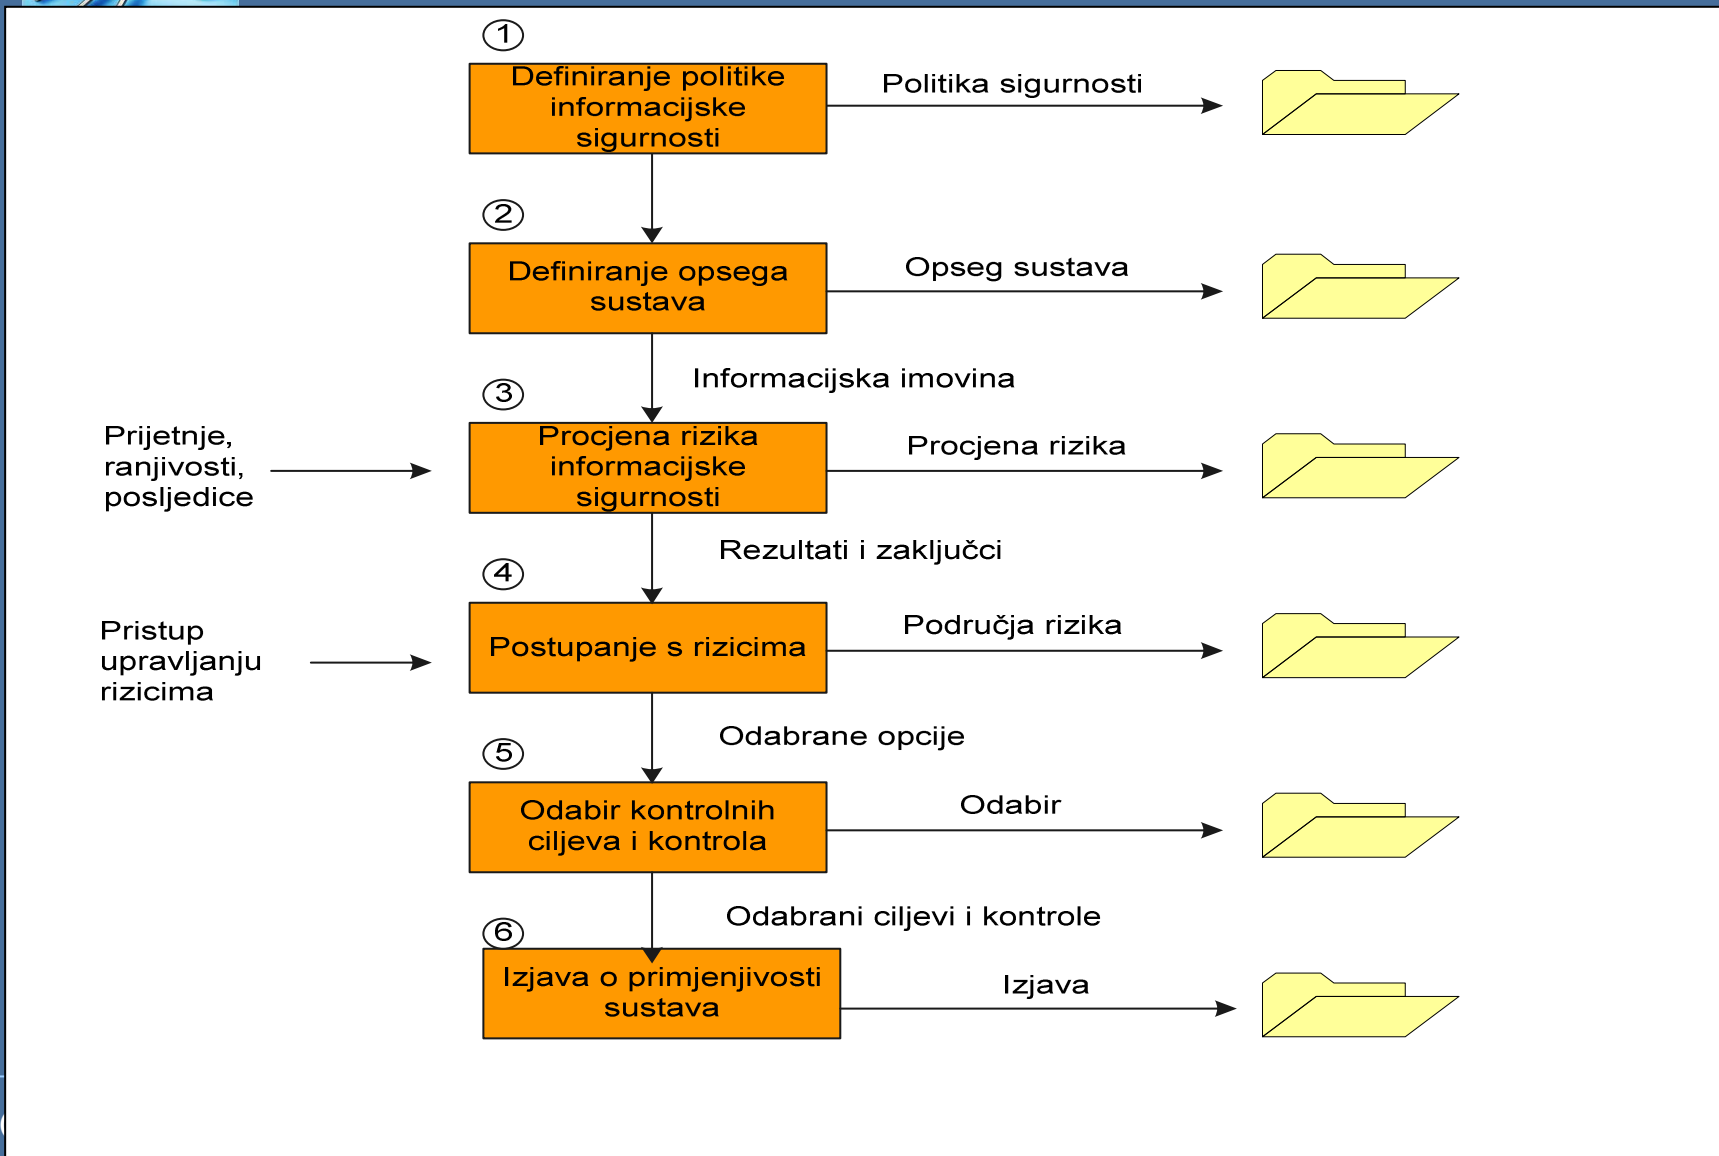 1
Definiranje politike
informacijske
sigurnosti
Politika sigurnosti
2
Definiranje opsega
sustava
Opseg sustava
Informacijska imovina
3
Prijetnje,
ranjivosti,
posljedice
Procjena rizika
informacijske
sigurnosti
Procjena rizika
Rezultati i zaključci
4
Pristup
upravljanju
rizicima
Postupanje s rizicima
Područja rizika
Odabrane opcije
5
Odabir kontrolnih
ciljeva i kontrola
Odabir
Odabrani ciljevi i kontrole
6
Izjava o primjenjivosti
sustava
Izjava